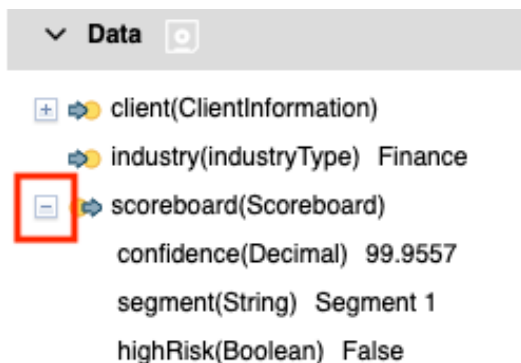 Data
client(ClientInformation)
industry(industryType) Finance
scoreboard(Scoreboard)
confidence(Decimal) 99.9557
segment(String) Segment 1
highRisk(Boolean) False